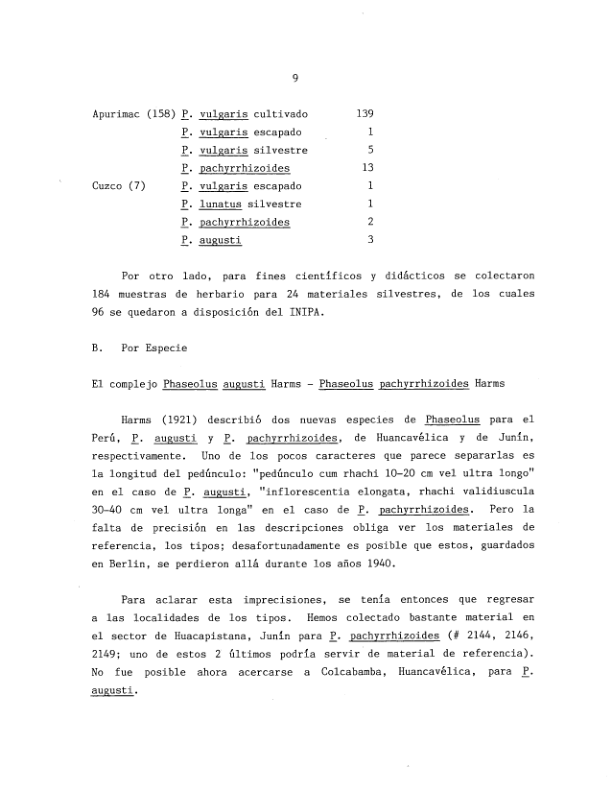 9
Apurimac (158) P. vulgaris cultivado 139
P. vulgaris escapado 1
P. vulgaris silvestre 5
P. pachyrrhizoides 13
Cuzco (7) P. vulgaris escapado 1
P. lunatus silvestre 1
P. pachyrrhizoides 2
P. augusti 3
Por otro lado, para fines científicos y didácticos se colectaron
184 muestras de herbario para 24 materiales silvestres, de los cuales
96 se quedaron a disposición del INIPA.
B. Por Especie
El complejo Phaseolus augusti Harms - Phaseolus pachyrrhizoides Harms
Harms (1921) describió dos nuevas especies de Phaseolus para el
Perú, P. augusti y P. pachyrrhizoides, de Huancavélica y de Junín,
respectivamente. Uno de los pocos caracteres que parece separarlas es
la longitud del pedúnculo: "pedúnculo cum rhachi 10-20 cm vel ultra longo"
en el caso de P. augusti, "inflorescentia elongata, rhachi validiuscula
30-40 cm vel ultra longa" en el caso de P. pachyrrhizoides. Pero la
falta de precisión en las descripciones obliga ver los materiales de
referencia, los tipos; desafortunadamente es posible que estos, guardados
en Berlin, se perdieron allá durante los años 1940.
Para aclarar esta imprecisiones, se tenía entonces que regresar
a las localidades de los tipos. Hemos colectado bastante material en
el sector de Huacapistana, Junín para P. pachyrrhizoides (# 2144, 2146,
2149; uno de estos 2 últimos podría servir de material de referencia).
No fue posible ahora acercarse a Colcabamba, Huancavélica, para P.
augusti.